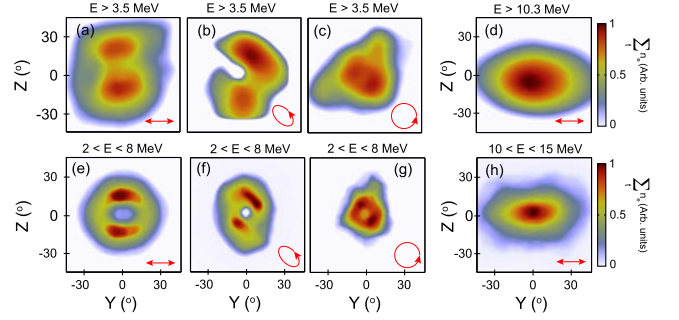 E > 3.5 MeV
E > 3.5 MeV
E > 3.5 MeV
E > 10.3 MeV
(a)
(b)
(c)
(d)
Z (°)
30
0
-30
1
0.5
0
-∑nₑ (Arb. units)
2 < E < 8 MeV
2 < E < 8 MeV
2 < E < 8 MeV
10 < E < 15 MeV
(e)
(f)
(g)
(h)
Z (°)
30
0
-30
1
0.5
0
-∑nₑ (Arb. units)
-30 0 30
-30 0 30
-30 0 30
-30 0 30
Y (°)
Y (°)
Y (°)
Y (°)